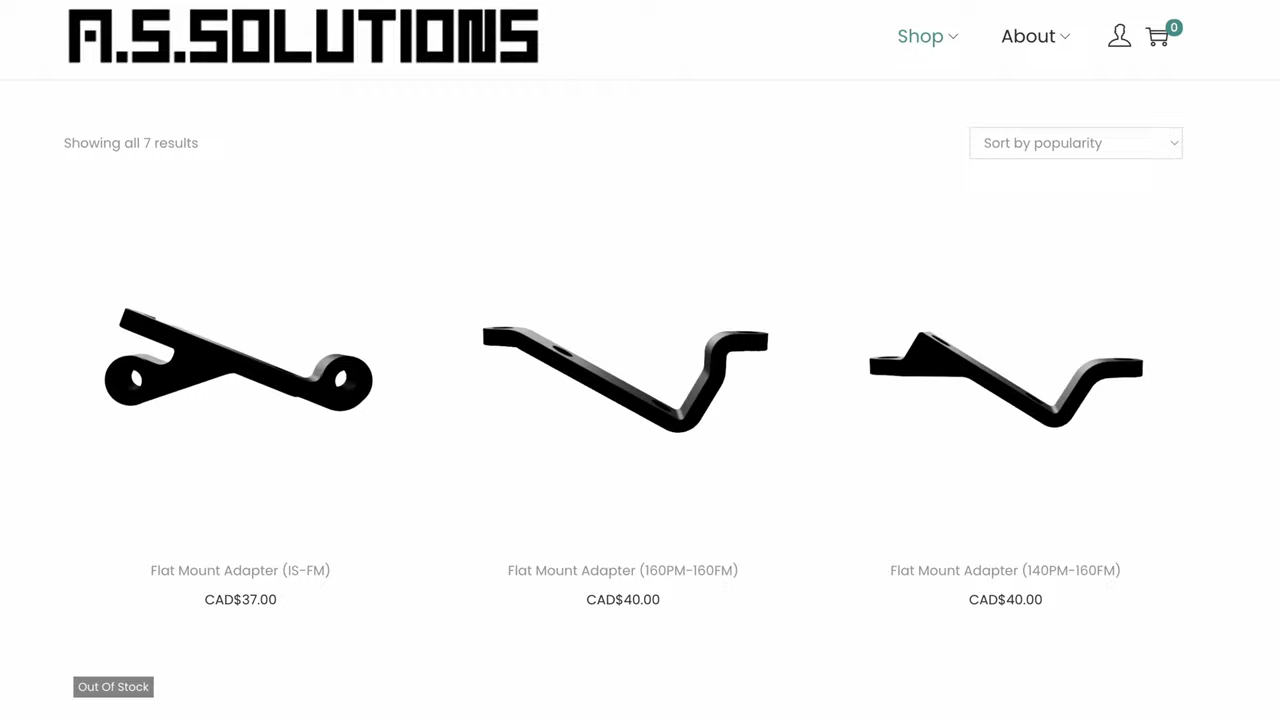 A.S.SOLUTIONS
Shop
About
0
Showing all 7 results
Sort by popularity
Flat Mount Adapter (IS-FM)
CAD$37.00
Flat Mount Adapter (160PM-160FM)
CAD$40.00
Flat Mount Adapter (140PM-160FM)
CAD$40.00
Out Of Stock